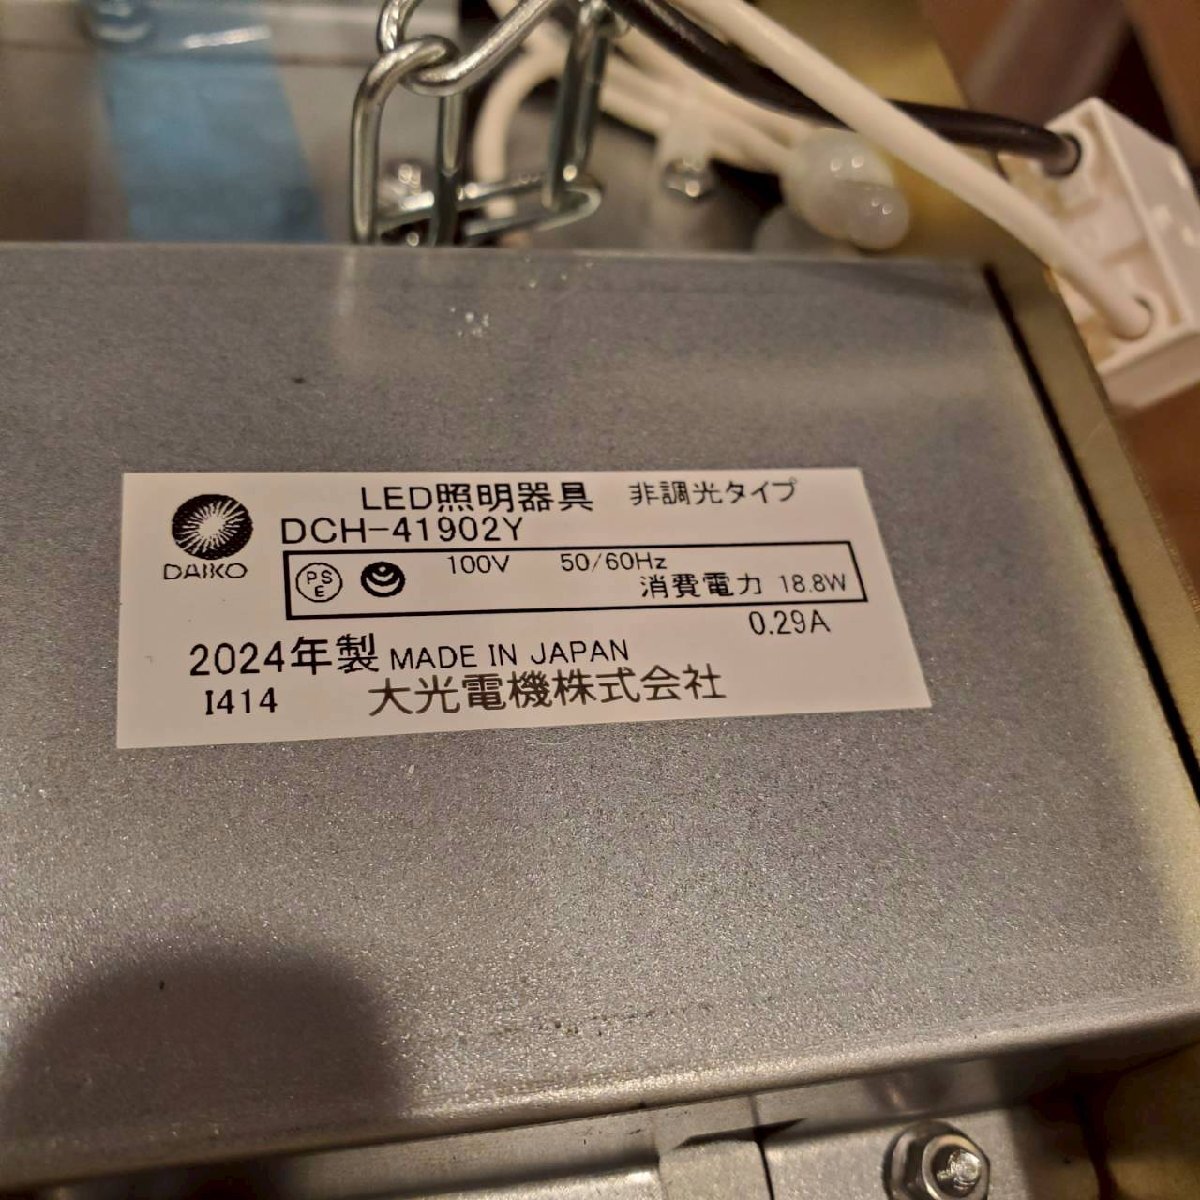 LED照明器具 非調光タイプ
DCH-41902Y
DAIKO
PS E 100V 50/60Hz
消費電力 18.8W
0.29A
2024年製 MADE IN JAPAN
I414 大光電機株式会社